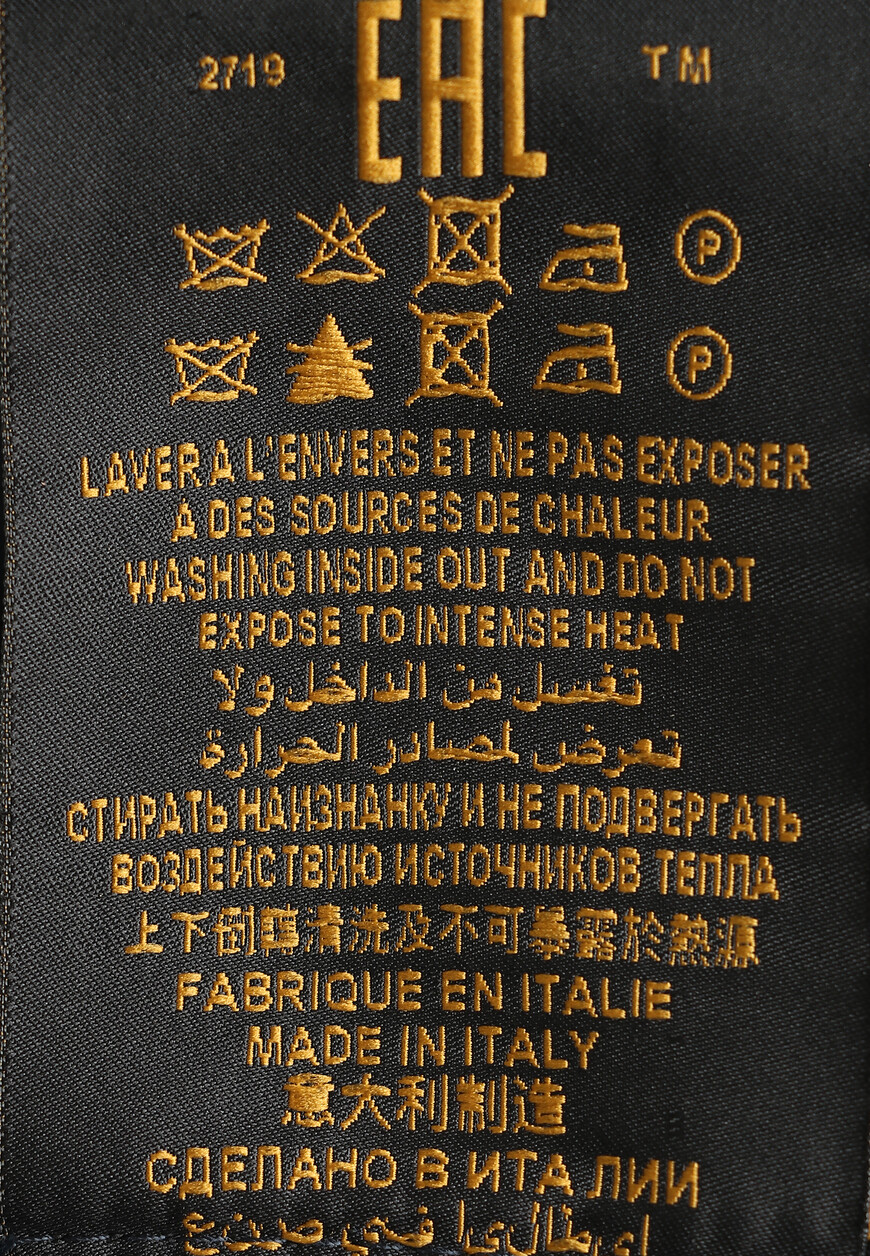 2719 EAC TM
P
P
LAVER A L'ENVERS ET NE PAS EXPOSER
A DES SOURCES DE CHALEUR
WASHING INSIDE OUT AND DO NOT
EXPOSE TO INTENSE HEAT
تغسل من الداخل ولا
تعرض لمصادر الحرارة
СТИРАТЬ НАИЗНАНКУ И НЕ ПОДВЕРГАТЬ
ВОЗДЕЙСТВИЮ ИСТОЧНИКОВ ТЕПЛА
上下倒轉清洗及不可暴露於熱源
FABRIQUE EN ITALIE
MADE IN ITALY
意大利制造
СДЕЛАНО В ИТАЛИИ
صنع في إيطاليا